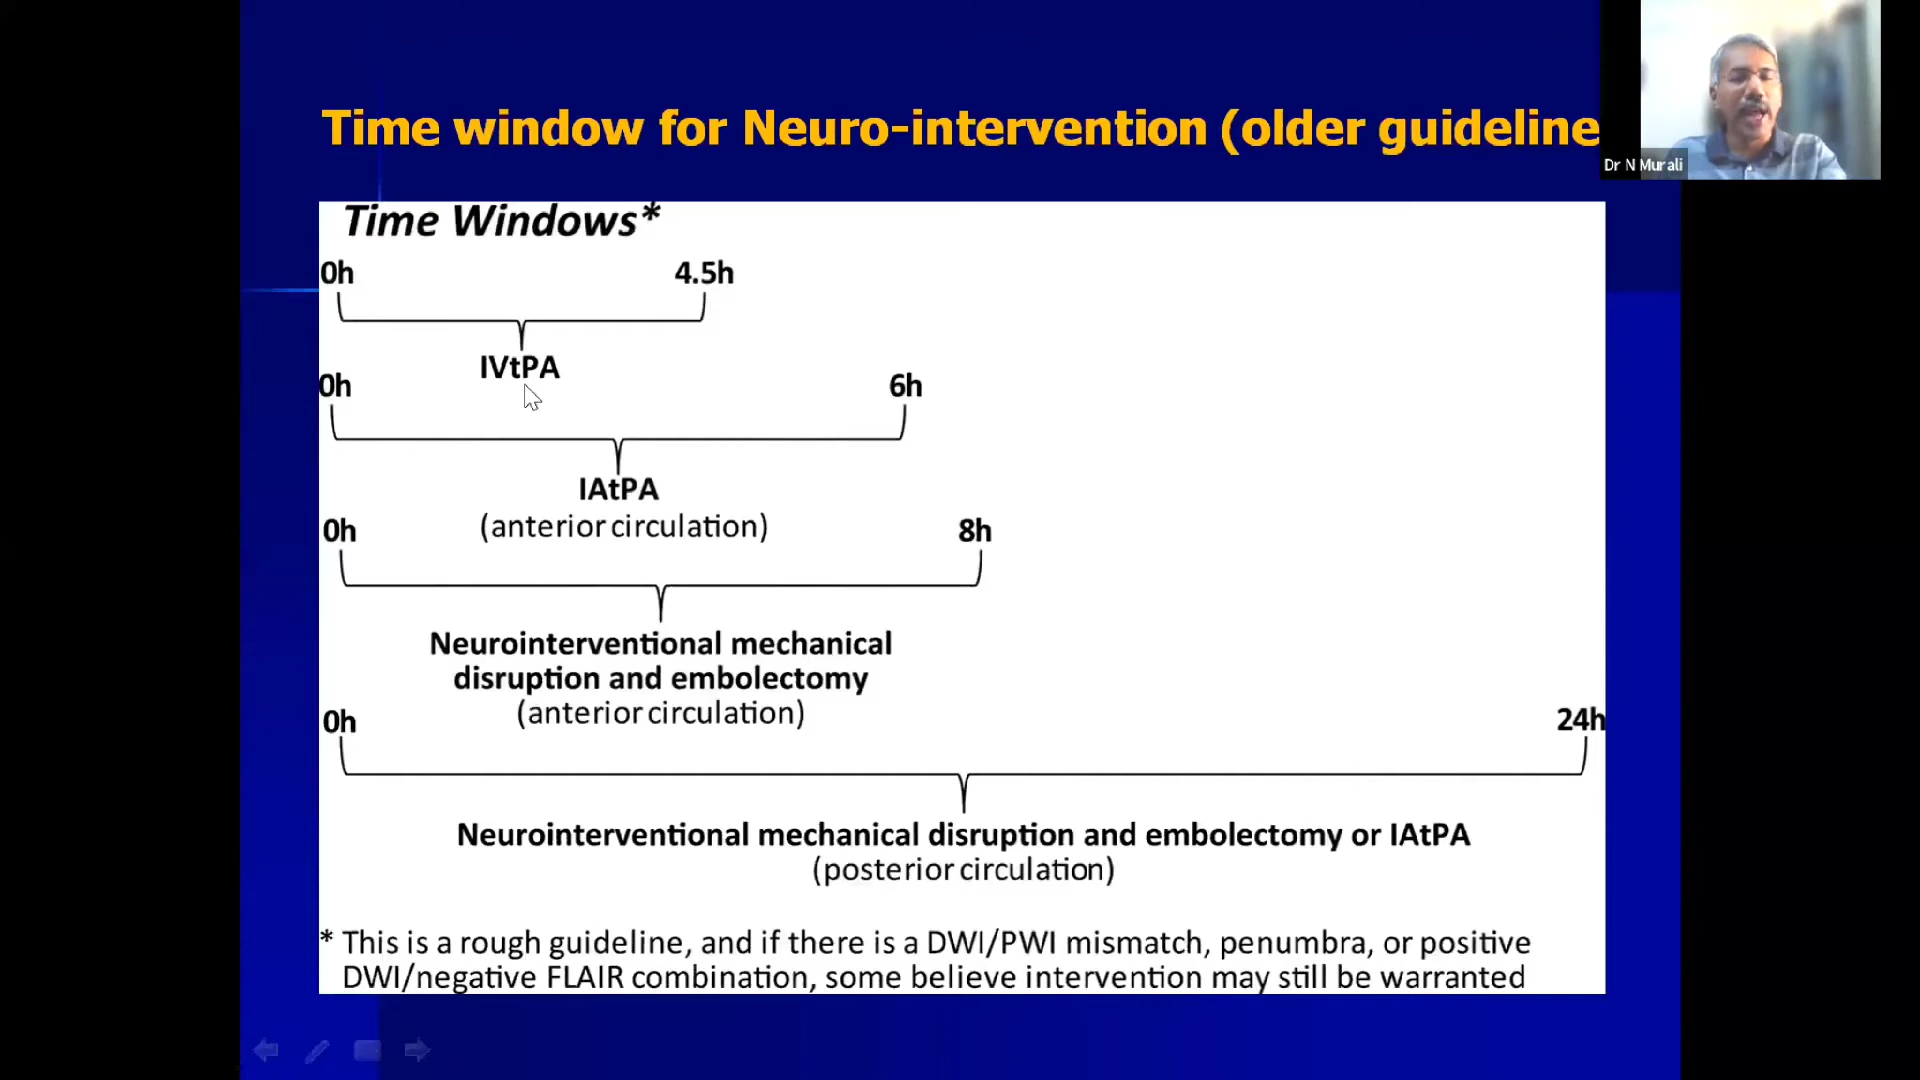 Time window for Neuro-intervention (older guideline
Dr N Murali
Time Windows*
0h 4.5h
IVtPA
0h 6h
IAtPA
(anterior circulation)
0h 8h
Neurointerventional mechanical
disruption and embolectomy
(anterior circulation)
0h 24h
Neurointerventional mechanical disruption and embolectomy or IAtPA
(posterior circulation)
* This is a rough guideline, and if there is a DWI/PWI mismatch, penumbra, or positive
DWI/negative FLAIR combination, some believe intervention may still be warranted